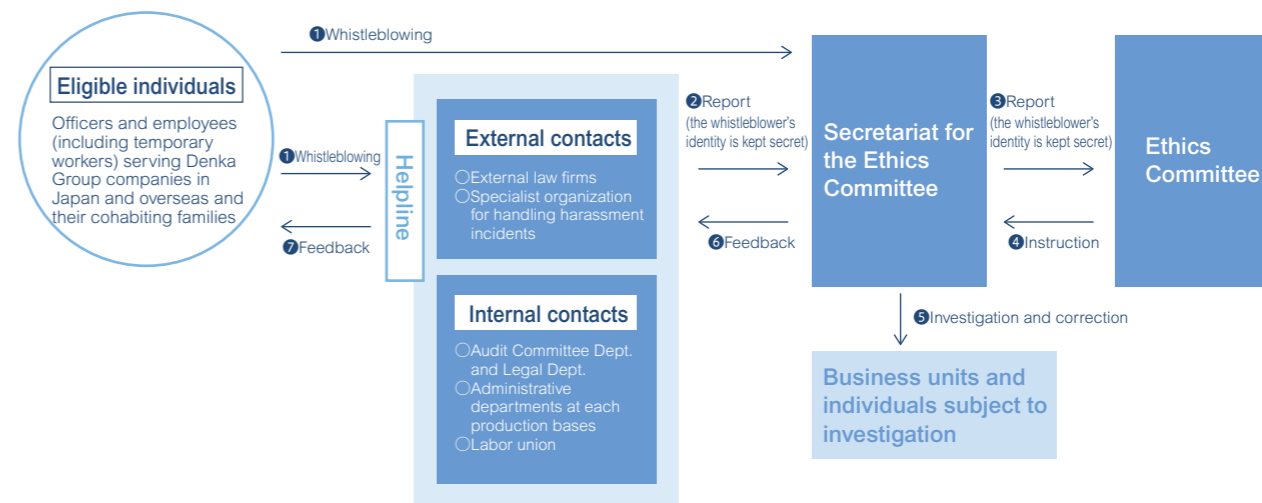 ❶Whistleblowing
Eligible individuals
Officers and employees
(including temporary
workers) serving Denka
Group companies in
Japan and overseas and
their cohabiting families
❶Whistleblowing
❼Feedback
Helpline
External contacts
○External law firms
○Specialist organization
for handling harassment
incidents
Internal contacts
○Audit Committee Dept.
and Legal Dept.
○Administrative
departments at each
production bases
○Labor union
❷Report
(the whistleblower's
identity is kept secret)
❻Feedback
Secretariat for
the Ethics
Committee
❸Report
(the whistleblower's
identity is kept secret)
❹Instruction
Ethics
Committee
❺Investigation and correction
Business units and
individuals subject to
investigation